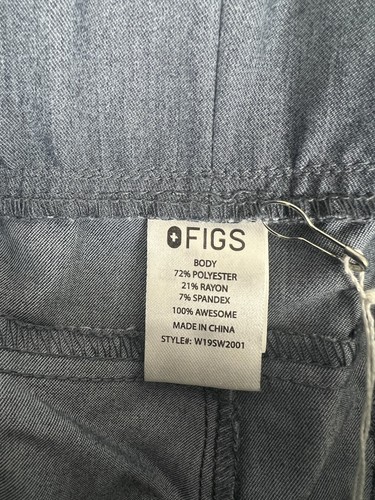 FIGS
BODY
72% POLYESTER
21% RAYON
7% SPANDEX
100% AWESOME
MADE IN CHINA
STYLE#: W19SW2001